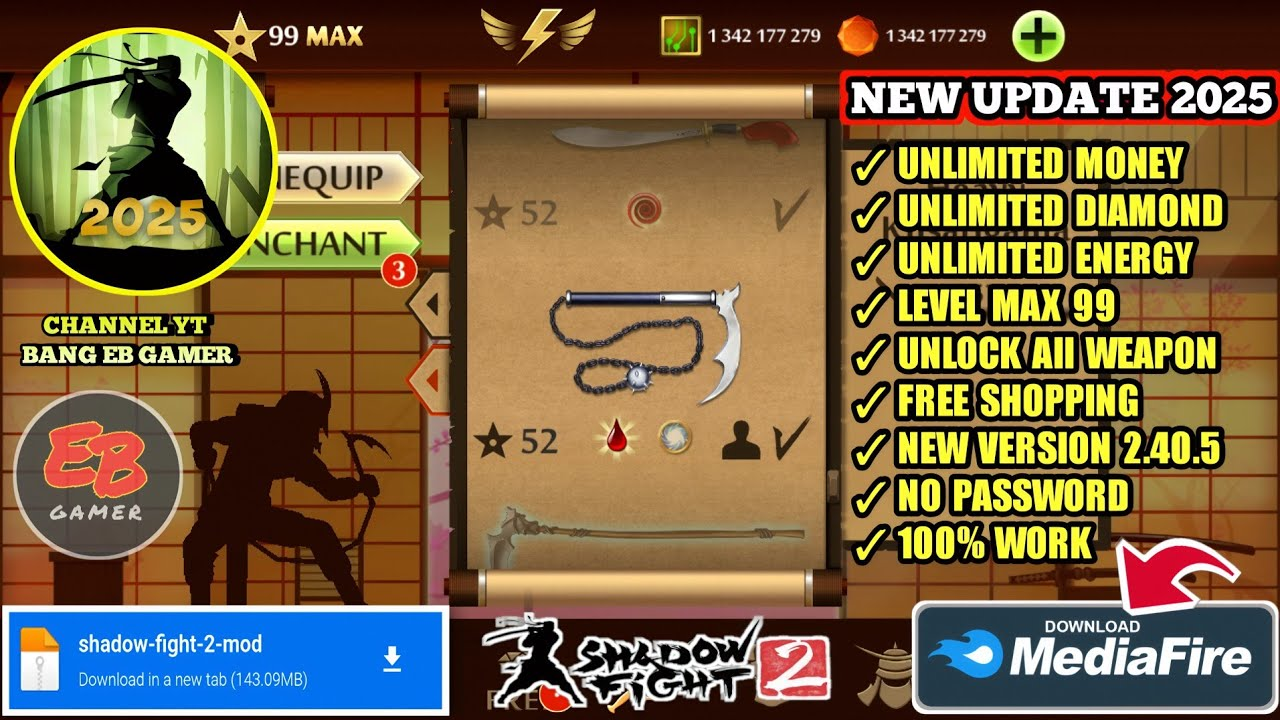 99 MAX
1 342 177 279
1 342 177 279
NEW UPDATE 2025
2025
NEQUIP
NCHANT
3
CHANNEL YT
BANG EB GAMER
EB
GAMER
52
52
✓ UNLIMITED MONEY
✓ UNLIMITED DIAMOND
✓ UNLIMITED ENERGY
✓ LEVEL MAX 99
✓ UNLOCK All WEAPON
✓ FREE SHOPPING
✓ NEW VERSION 2.40.5
✓ NO PASSWORD
✓ 100% WORK
shadow-fight-2-mod
Download in a new tab (143.09MB)
SHADOW
FIGHT 2
DOWNLOAD
MediaFire